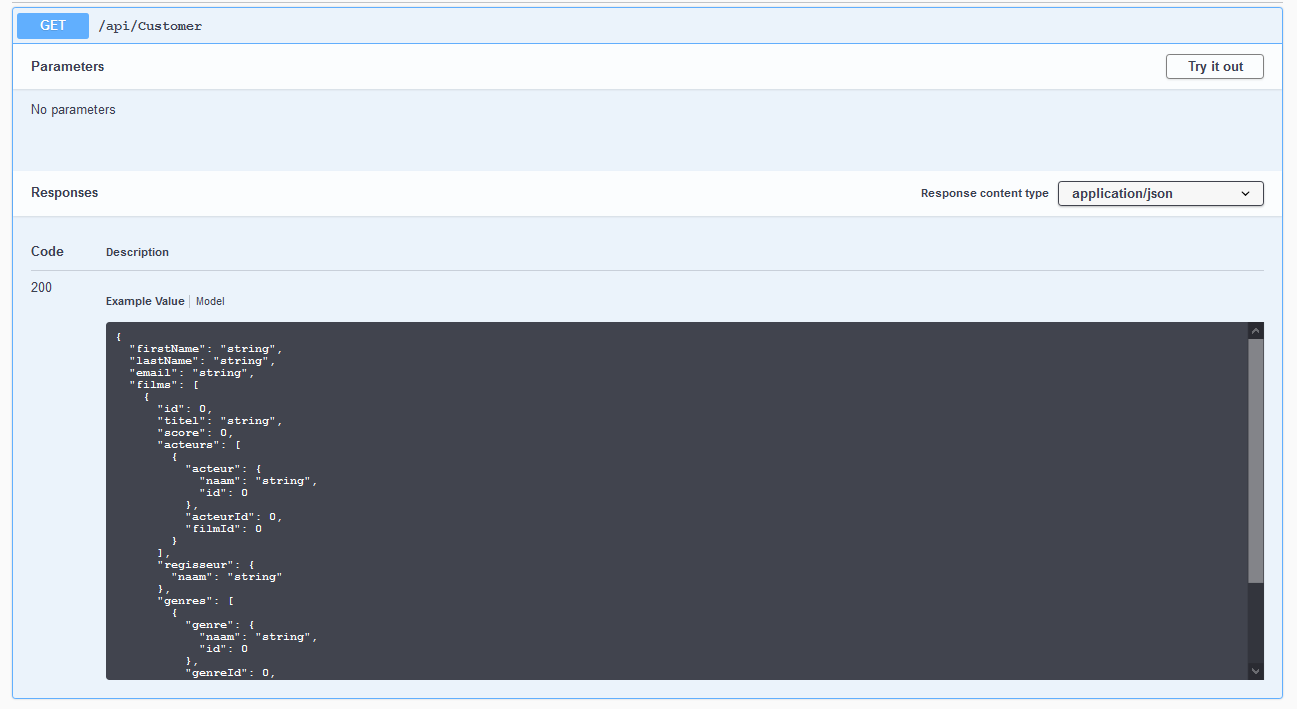 GET /api/Customer
Parameters Try it out
No parameters
Responses Response content type application/json
Code Description
200
Example Value Model
{
  "firstName": "string",
  "lastName": "string",
  "email": "string",
  "films": [
    {
      "id": 0,
      "titel": "string",
      "score": 0,
      "acteurs": [
        {
          "acteur": {
            "naam": "string",
            "id": 0
          },
          "acteurId": 0,
          "filmId": 0
        }
      ],
      "regisseur": {
        "naam": "string"
      },
      "genres": [
        {
          "genre": {
            "naam": "string",
            "id": 0
          },
          "genreId": 0,